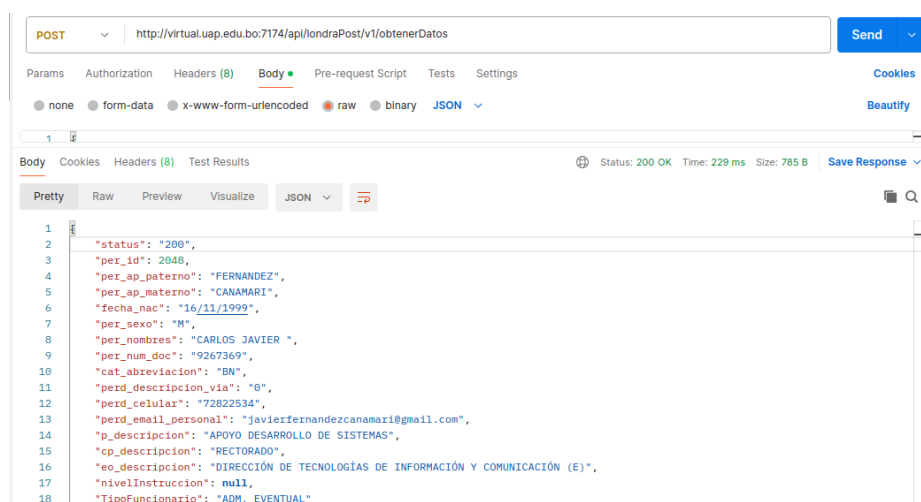 POST http://virtual.uap.edu.bo:7174/api/londraPost/v1/obtenerDatos Send
Params Authorization Headers (8) Body Pre-request Script Tests Settings Cookies
none form-data x-www-form-urlencoded raw binary JSON Beautify
1 {
Body Cookies Headers (8) Test Results Status: 200 OK Time: 229 ms Size: 785 B Save Response
Pretty Raw Preview Visualize JSON
1 {
2 "status": "200",
3 "per_id": 2048,
4 "per_ap_paterno": "FERNANDEZ",
5 "per_ap_materno": "CANAMARI",
6 "fecha_nac": "16/11/1999",
7 "per_sexo": "M",
8 "per_nombres": "CARLOS JAVIER ",
9 "per_num_doc": "9267369",
10 "cat_abreviacion": "BN",
11 "perd_descripcion_via": "0",
12 "perd_celular": "72822534",
13 "perd_email_personal": "javierfernandezcanamari@gmail.com",
14 "p_descripcion": "APOYO DESARROLLO DE SISTEMAS",
15 "cp_descripcion": "RECTORADO",
16 "eo_descripcion": "DIRECCIÓN DE TECNOLOGÍAS DE INFORMACIÓN Y COMUNICACIÓN (E)",
17 "nivelInstruccion": null,
18 "TipoFuncionario": "ADM. EVENTUAL"